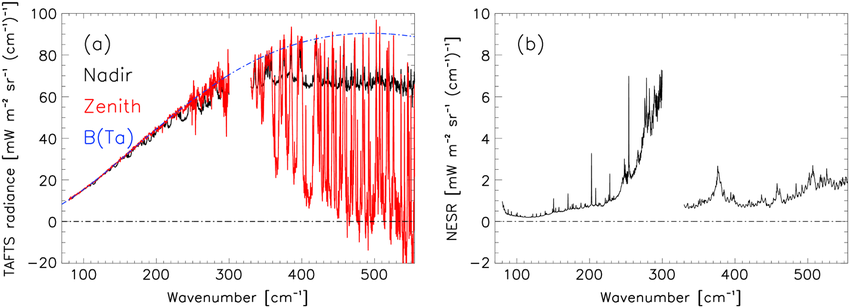 (a)
Nadir
Zenith
B(Ta)
TAFTS radiance [mW m⁻² sr⁻¹ (cm⁻¹)⁻¹]
100
80
60
40
20
0
−20
100 200 300 400 500
Wavenumber [cm⁻¹]
(b)
NESR [mW m⁻² sr⁻¹ (cm⁻¹)⁻¹]
8
6
4
2
0
−2
100 200 300 400 500
Wavenumber [cm⁻¹]